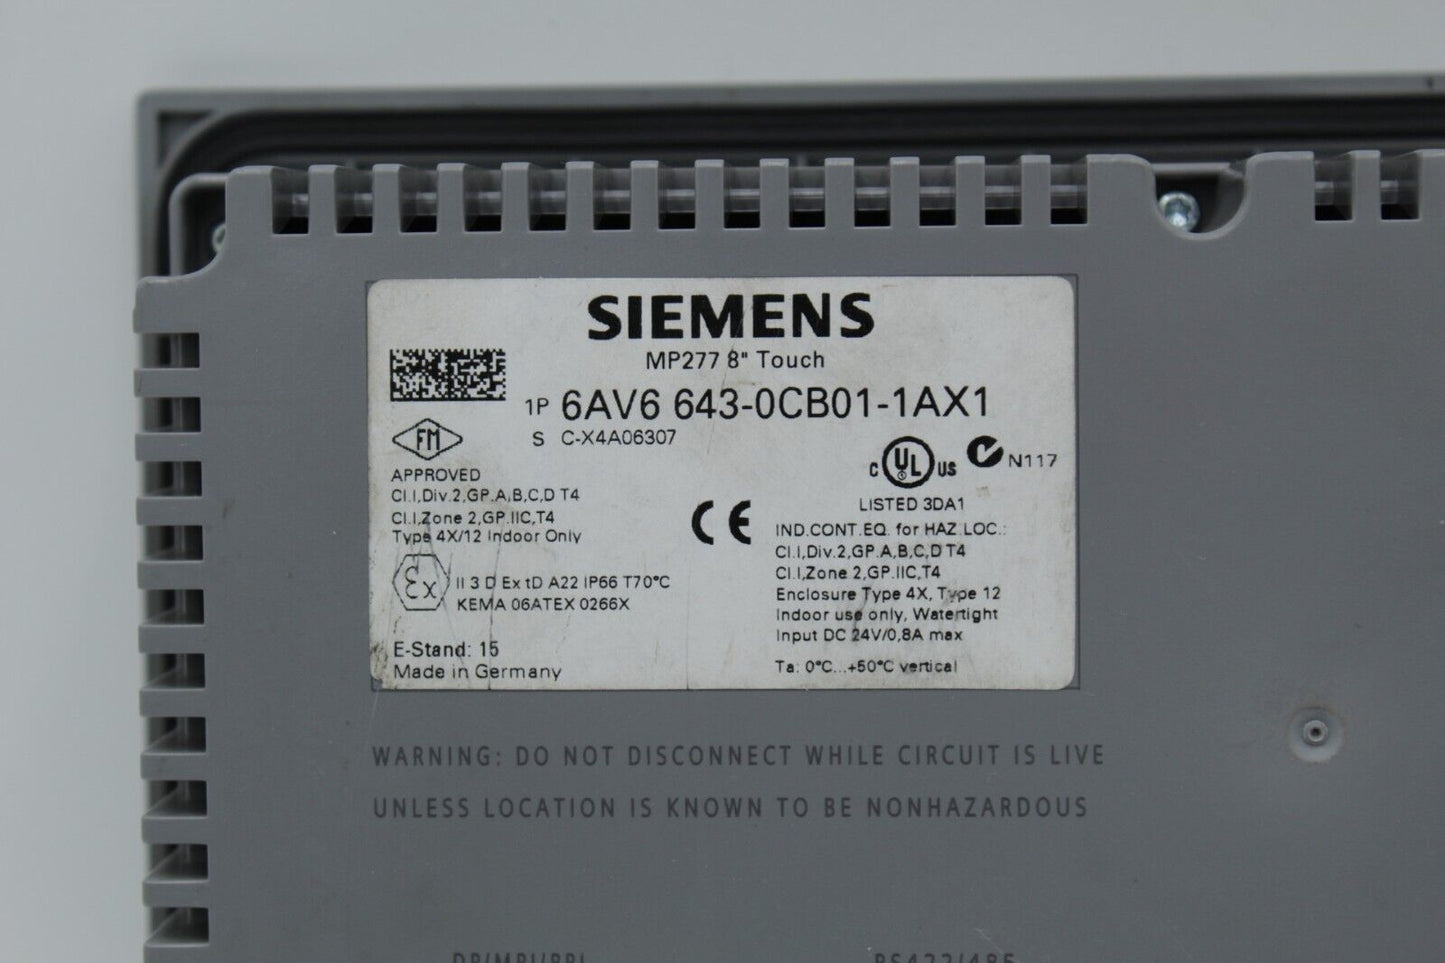 SIEMENS
MP277 8" Touch
1P 6AV6 643-0CB01-1AX1
S C-X4A06307
FM
APPROVED
Cl.I,Div.2,GP.A,B,C,D T4
Cl.I,Zone 2,GP.IIC,T4
Type 4X/12 Indoor Only
CE
C UL US
N117
LISTED 3DA1
IND.CONT.EQ. for HAZ.LOC.:
Cl.I,Div.2,GP.A,B,C,D T4
Cl.I,Zone 2,GP.IIC,T4
Enclosure Type 4X, Type 12
Indoor use only, Watertight
Input DC 24V/0,8A max
Ta: 0°C...+50°C vertical
Ex
II 3 D Ex tD A22 IP66 T70°C
KEMA 06ATEX 0266X
E-Stand: 15
Made in Germany
WARNING: DO NOT DISCONNECT WHILE CIRCUIT IS LIVE
UNLESS LOCATION IS KNOWN TO BE NONHAZARDOUS
DP/MPI/PPI
RS422/485